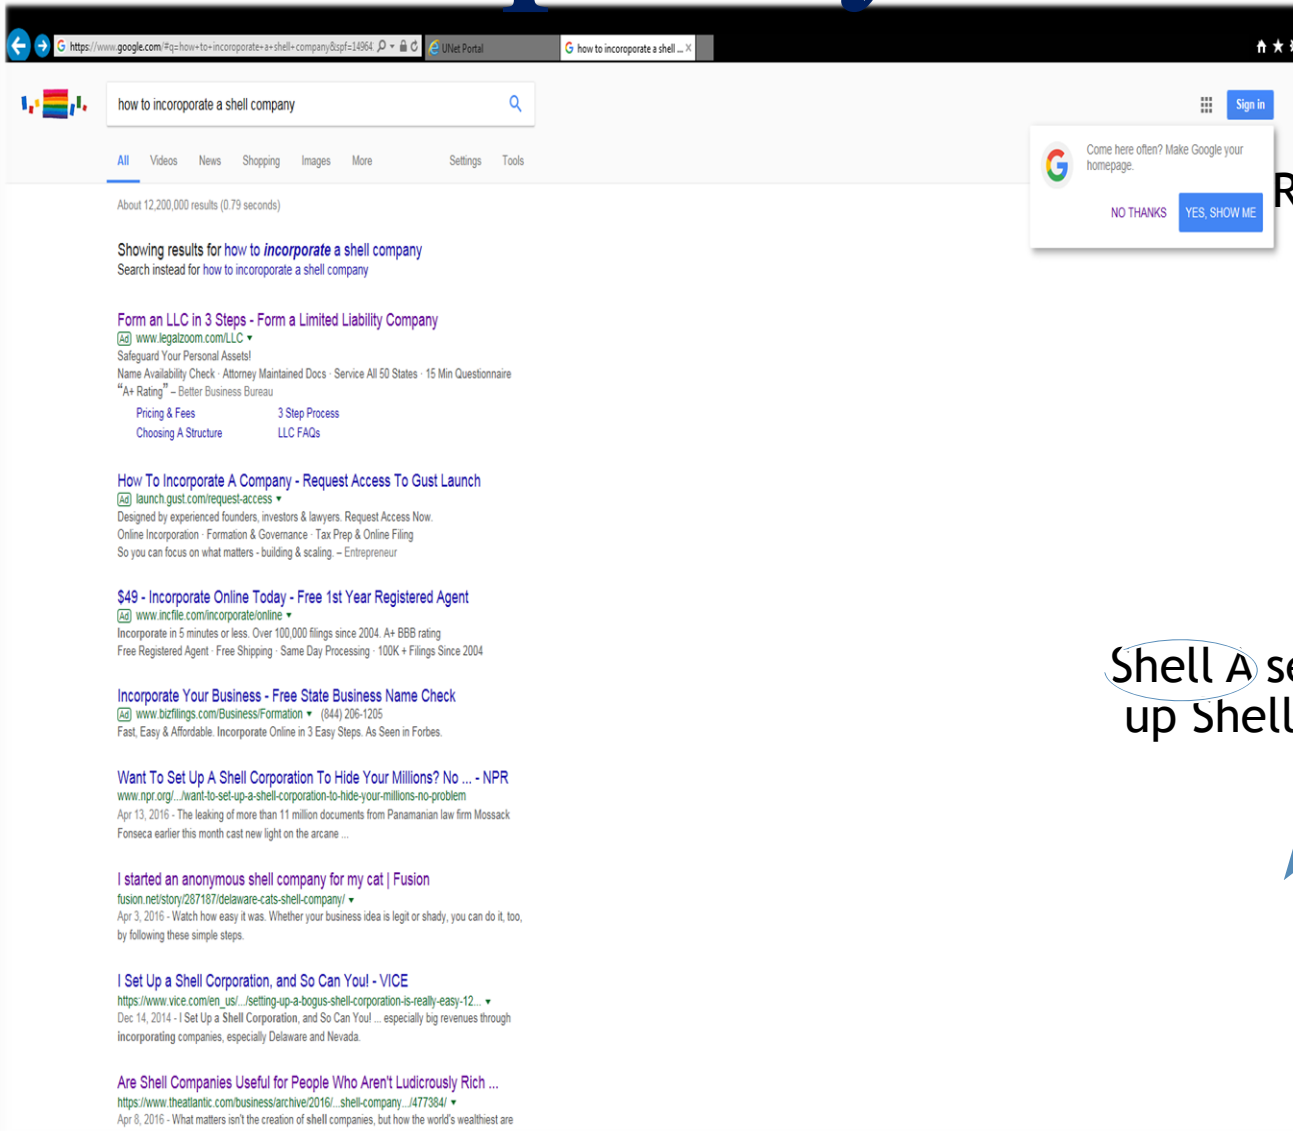 https://www.google.com/#q=how+to+incoroporate+a+shell+company&spf=14964
UNet Portal
how to incoroporate a shell ... X
how to incoroporate a shell company
Sign in
All Videos News Shopping Images More Settings Tools
Come here often? Make Google your
homepage.
NO THANKS YES, SHOW ME
R
About 12,200,000 results (0.79 seconds)
Showing results for how to incorporate a shell company
Search instead for how to incoroporate a shell company
Form an LLC in 3 Steps - Form a Limited Liability Company
Ad www.legalzoom.com/LLC
Safeguard Your Personal Assets!
Name Availability Check · Attorney Maintained Docs · Service All 50 States · 15 Min Questionnaire
“A+ Rating” – Better Business Bureau
Pricing & Fees 3 Step Process
Choosing A Structure LLC FAQs
How To Incorporate A Company - Request Access To Gust Launch
Ad launch.gust.com/request-access
Designed by experienced founders, investors & lawyers. Request Access Now.
Online Incorporation · Formation & Governance · Tax Prep & Online Filing
So you can focus on what matters - building & scaling. – Entrepreneur
$49 - Incorporate Online Today - Free 1st Year Registered Agent
Ad www.incfile.com/incorporate/online
Incorporate in 5 minutes or less. Over 100,000 filings since 2004. A+ BBB rating
Free Registered Agent · Free Shipping · Same Day Processing · 100K + Filings Since 2004
Incorporate Your Business - Free State Business Name Check
Ad www.bizfilings.com/Business/Formation (844) 206-1205
Fast, Easy & Affordable. Incorporate Online in 3 Easy Steps. As Seen in Forbes.
Want To Set Up A Shell Corporation To Hide Your Millions? No ... - NPR
www.npr.org/.../want-to-set-up-a-shell-corporation-to-hide-your-millions-no-problem
Apr 13, 2016 - The leaking of more than 11 million documents from Panamanian law firm Mossack
Fonseca earlier this month cast new light on the arcane ...
I started an anonymous shell company for my cat | Fusion
fusion.net/story/287187/delaware-cats-shell-company/
Apr 3, 2016 - Watch how easy it was. Whether your business idea is legit or shady, you can do it, too,
by following these simple steps.
I Set Up a Shell Corporation, and So Can You! - VICE
https://www.vice.com/en_us/.../setting-up-a-bogus-shell-corporation-is-really-easy-12...
Dec 14, 2014 - I Set Up a Shell Corporation, and So Can You! ... especially big revenues through
incorporating companies, especially Delaware and Nevada.
Are Shell Companies Useful for People Who Aren't Ludicrously Rich ...
https://www.theatlantic.com/business/archive/2016/...shell-company.../477384/
Apr 8, 2016 - What matters isn't the creation of shell companies, but how the world's wealthiest are
Shell A se
up Shell